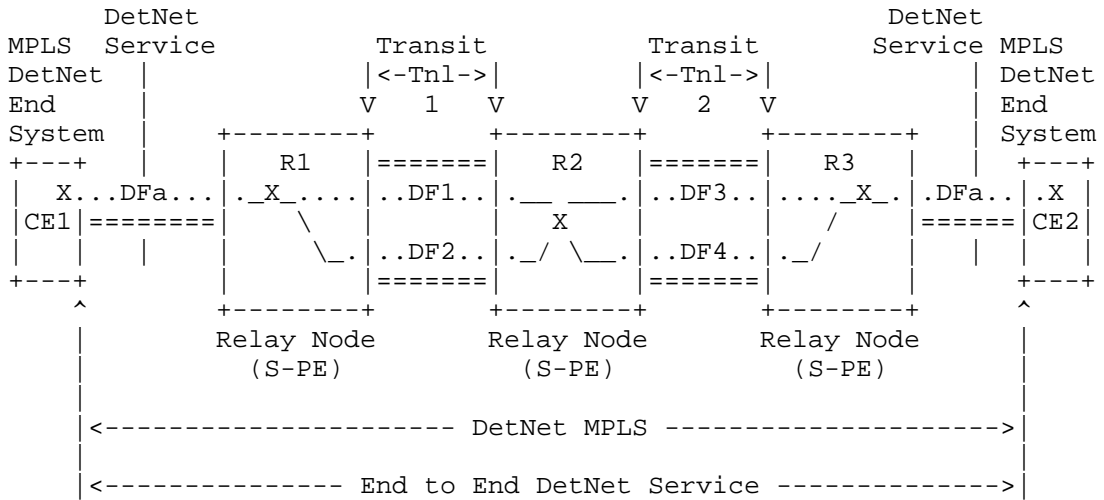 DetNet DetNet
MPLS Service Transit Transit Service MPLS
DetNet | |<-Tnl->| |<-Tnl->| | DetNet
End | V 1 V V 2 V | End
System | +--------+ +--------+ +--------+ | System
+---+ | | R1 |=======| R2 |=======| R3 | | +---+
| X...DFa...|._X_....|..DF1..|.__ ___.|..DF3..|...._X_.|.DFa..|.X |
|CE1|========| \ | | X | | / |======|CE2|
| | | | \_.|..DF2..|._/ \__.|..DF4..|._/ | | | |
+---+ | |=======| |=======| | +---+
^ +--------+ +--------+ +--------+ ^
| Relay Node Relay Node Relay Node |
| (S-PE) (S-PE) (S-PE) |
| |
|<---------------------- DetNet MPLS --------------------->|
| |
|<--------------- End to End DetNet Service -------------->|